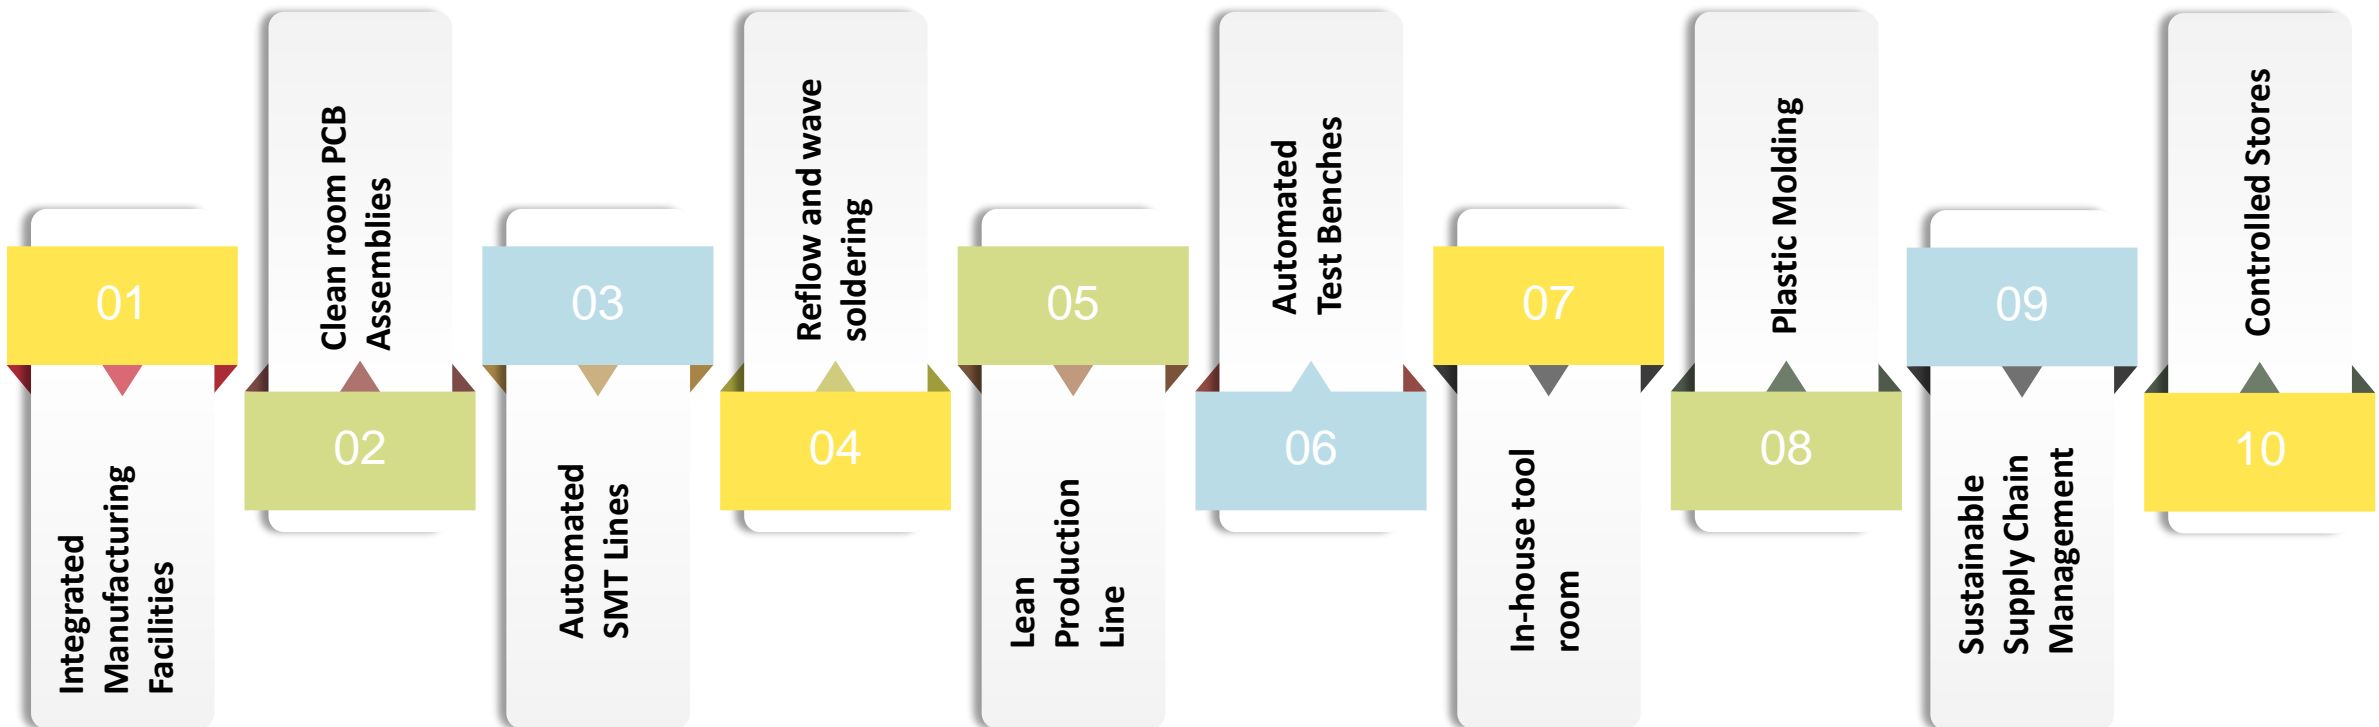 01
Integrated
Manufacturing
Facilities
02
Clean room PCB
Assemblies
03
Automated
SMT Lines
04
Reflow and wave
soldering
05
Lean
Production
Line
06
Automated
Test Benches
07
In-house tool
room
08
Plastic Molding
09
Sustainable
Supply Chain
Management
10
Controlled Stores